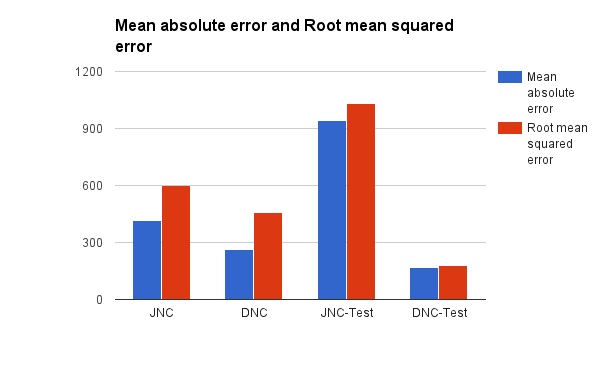 Mean absolute error and Root mean squared
error
1200
900
600
300
0
JNC
DNC
JNC-Test
DNC-Test
Mean
absolute
error
Root mean
squared
error